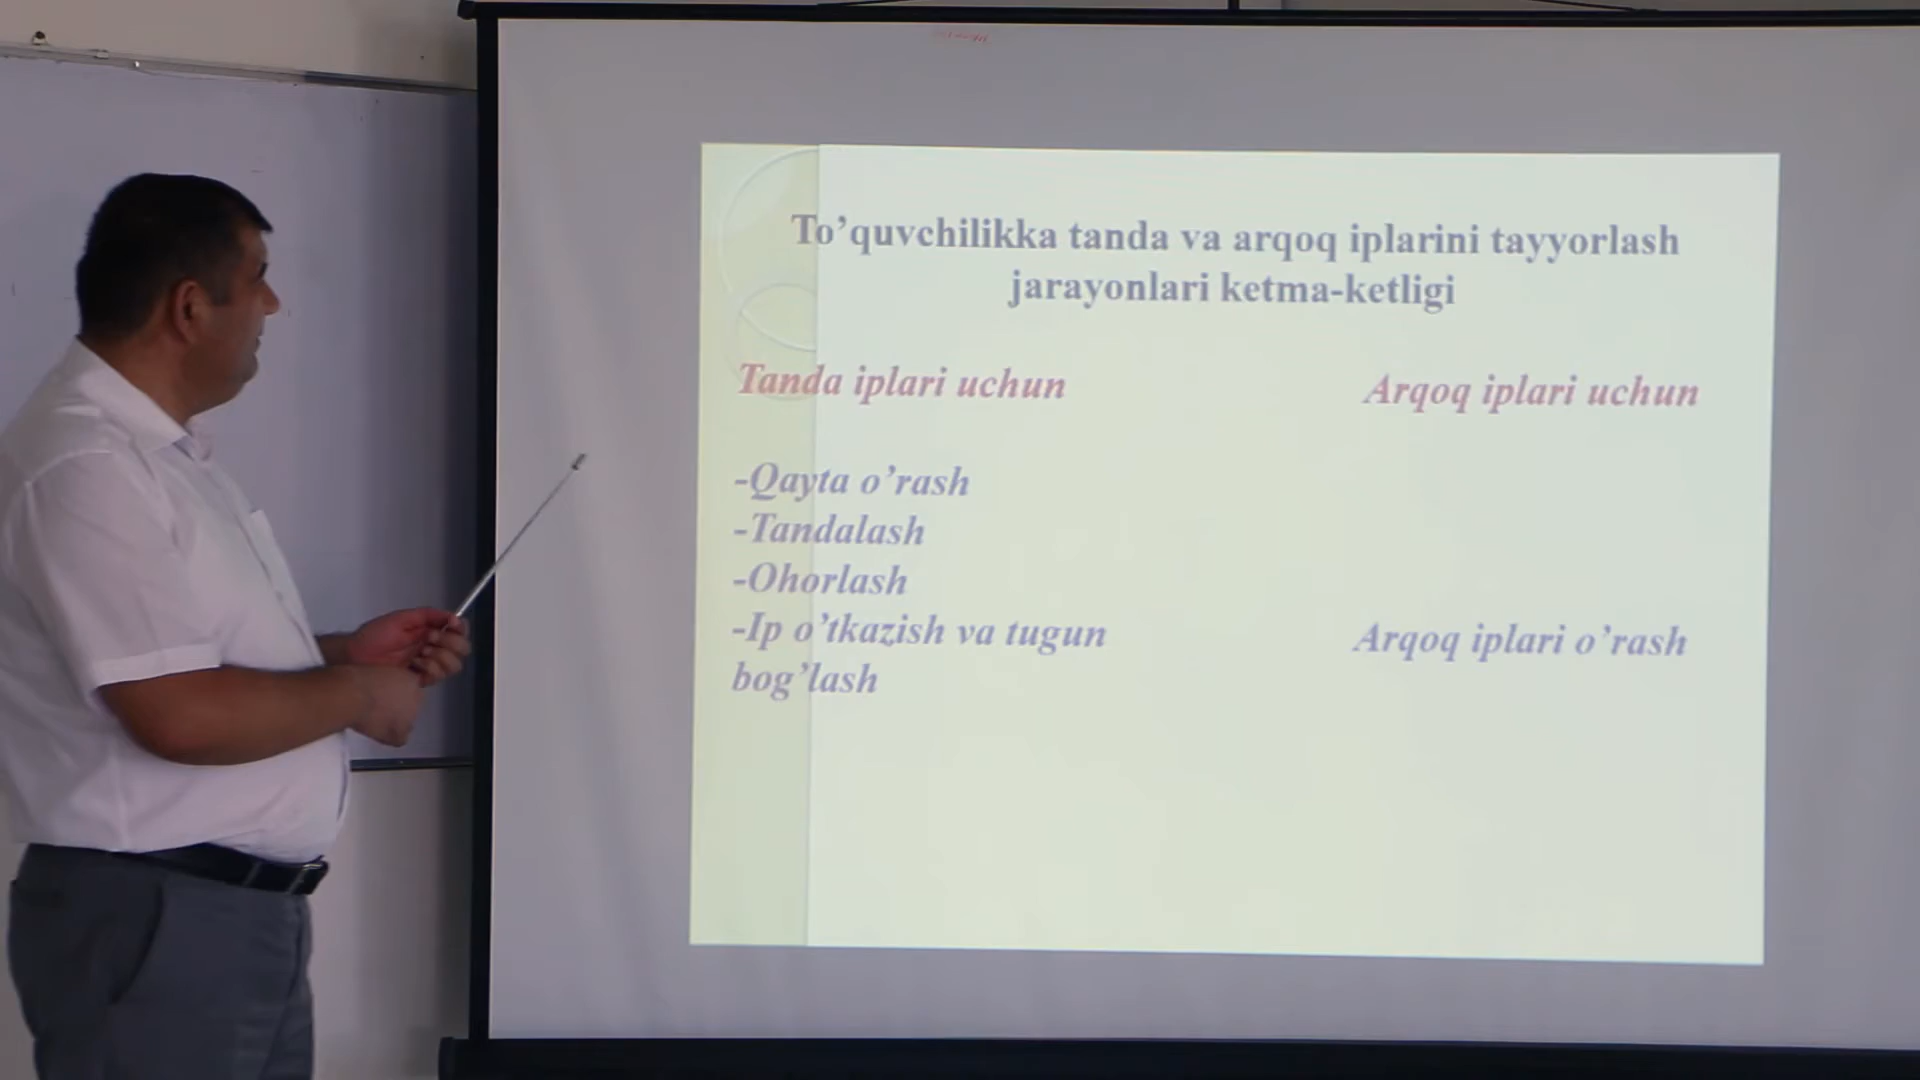 To’quvchilikka tanda va arqoq iplarini tayyorlash
jarayonlari ketma-ketligi
Tanda iplari uchun
Arqoq iplari uchun
-Qayta o’rash
-Tandalash
-Ohorlash
-Ip o’tkazish va tugun
bog’lash
Arqoq iplari o’rash